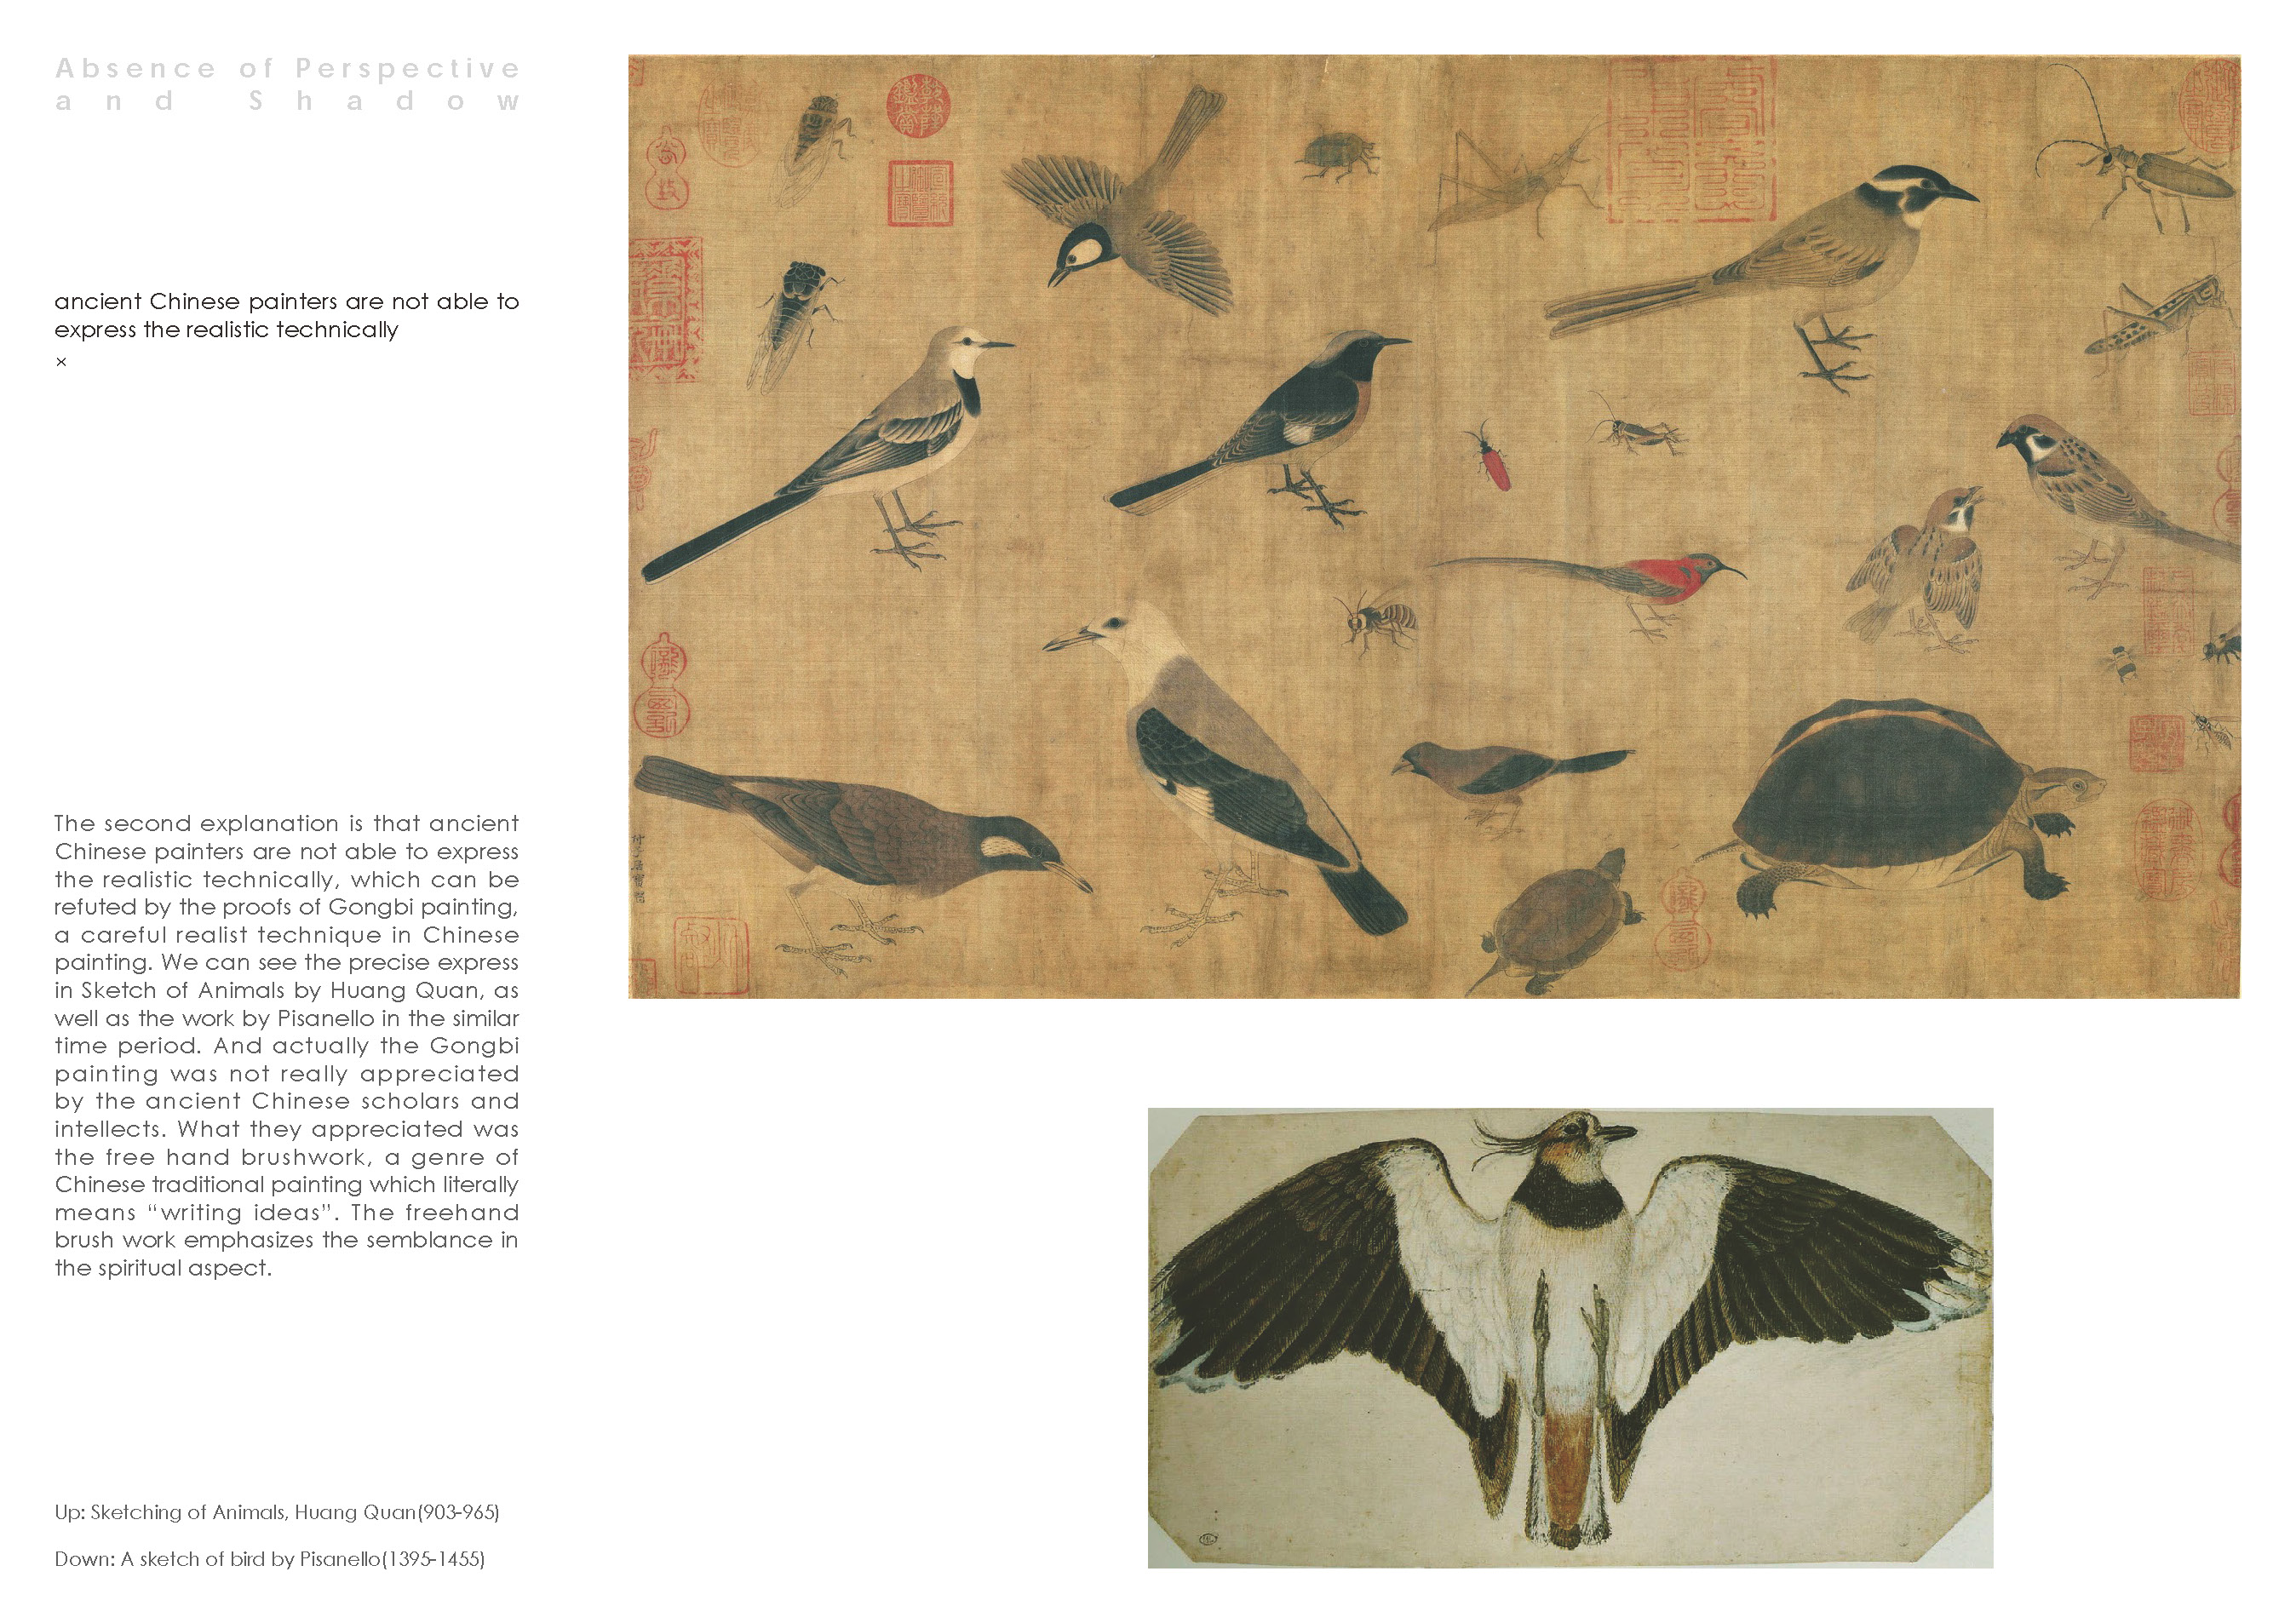 Absence of Perspective
and Shadow
ancient Chinese painters are not able to
express the realistic technically
×
The second explanation is that ancient
Chinese painters are not able to express
the realistic technically, which can be
refuted by the proofs of Gongbi painting,
a careful realist technique in Chinese
painting. We can see the precise express
in Sketch of Animals by Huang Quan, as
well as the work by Pisanello in the similar
time period. And actually the Gongbi
painting was not really appreciated
by the ancient Chinese scholars and
intellects. What they appreciated was
the free hand brushwork, a genre of
Chinese traditional painting which literally
means “writing ideas”. The freehand
brush work emphasizes the semblance in
the spiritual aspect.
Up: Sketching of Animals, Huang Quan(903-965)
Down: A sketch of bird by Pisanello(1395-1455)